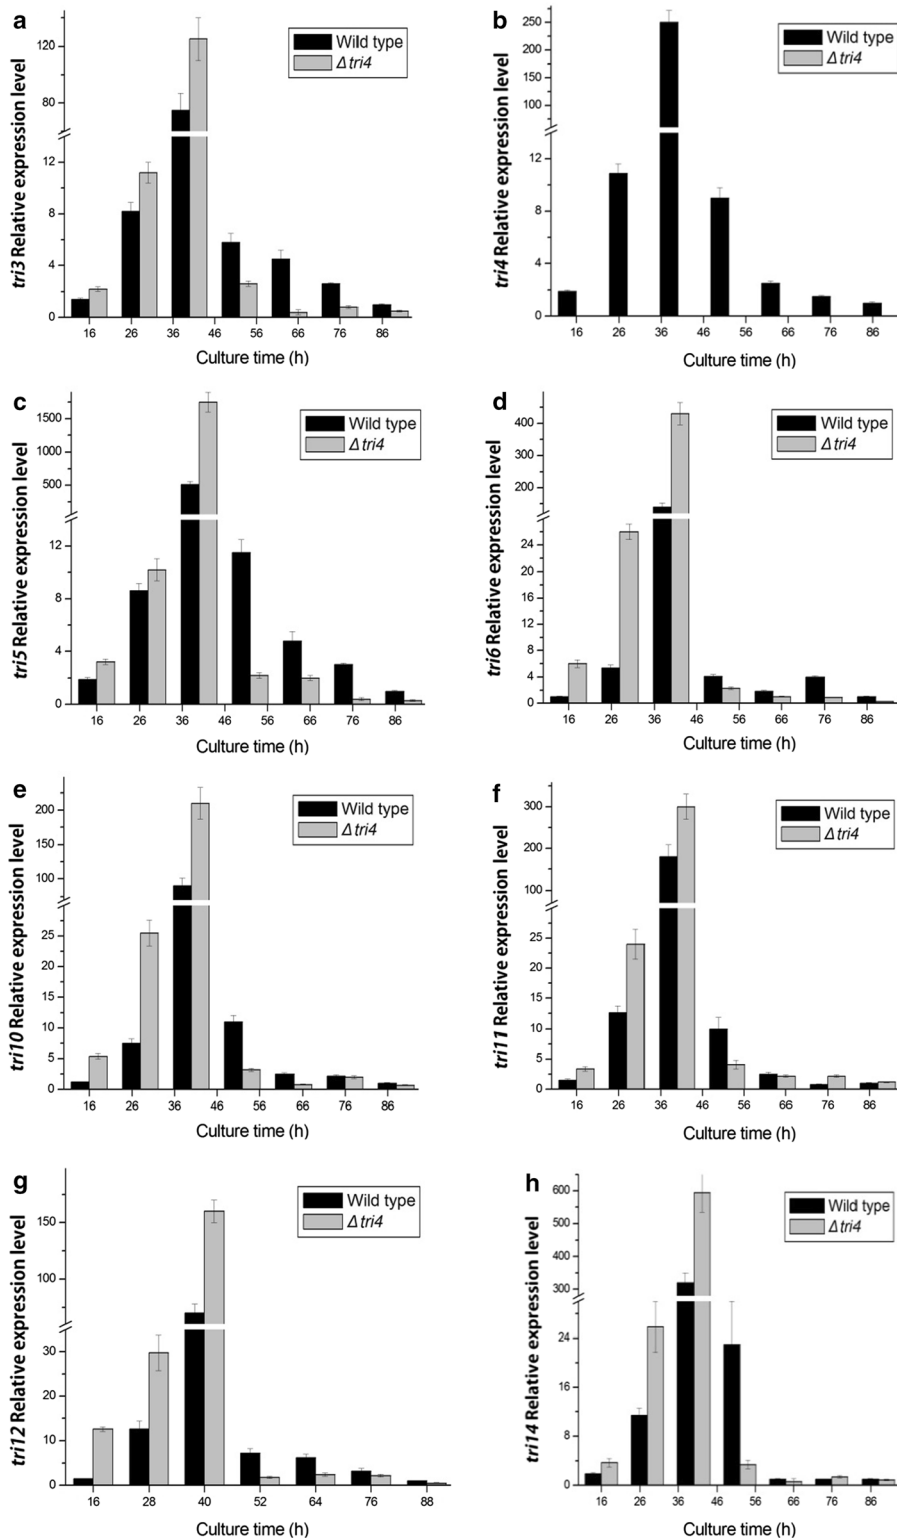 a
tri3 Relative expression level
120
80
12
8
4
0
Wild type
Δtri4
16 26 36 46 56 66 76 86
Culture time (h)
b
tri4 Relative expression level
250
200
150
100
12
8
4
0
Wild type
Δtri4
16 26 36 46 56 66 76 86
Culture time (h)
c
tri5 Relative expression level
1500
1000
500
12
8
4
0
Wild type
Δtri4
16 26 36 46 56 66 76 86
Culture time (h)
d
tri6 Relative expression level
400
300
200
24
20
16
12
8
4
0
Wild type
Δtri4
16 26 36 46 56 66 76 86
Culture time (h)
e
tri10 Relative expression level
200
150
100
25
20
15
10
5
0
Wild type
Δtri4
16 26 36 46 56 66 76 86
Culture time (h)
f
tri11 Relative expression level
300
200
100
25
20
15
10
5
0
Wild type
Δtri4
16 26 36 46 56 66 76 86
Culture time (h)
g
tri12 Relative expression level
150
100
30
20
10
0
Wild type
Δtri4
16 28 40 52 64 76 88
Culture time (h)
h
tri14 Relative expression level
600
500
400
300
24
16
8
0
Wild type
Δtri4
16 26 36 46 56 66 76 86
Culture time (h)